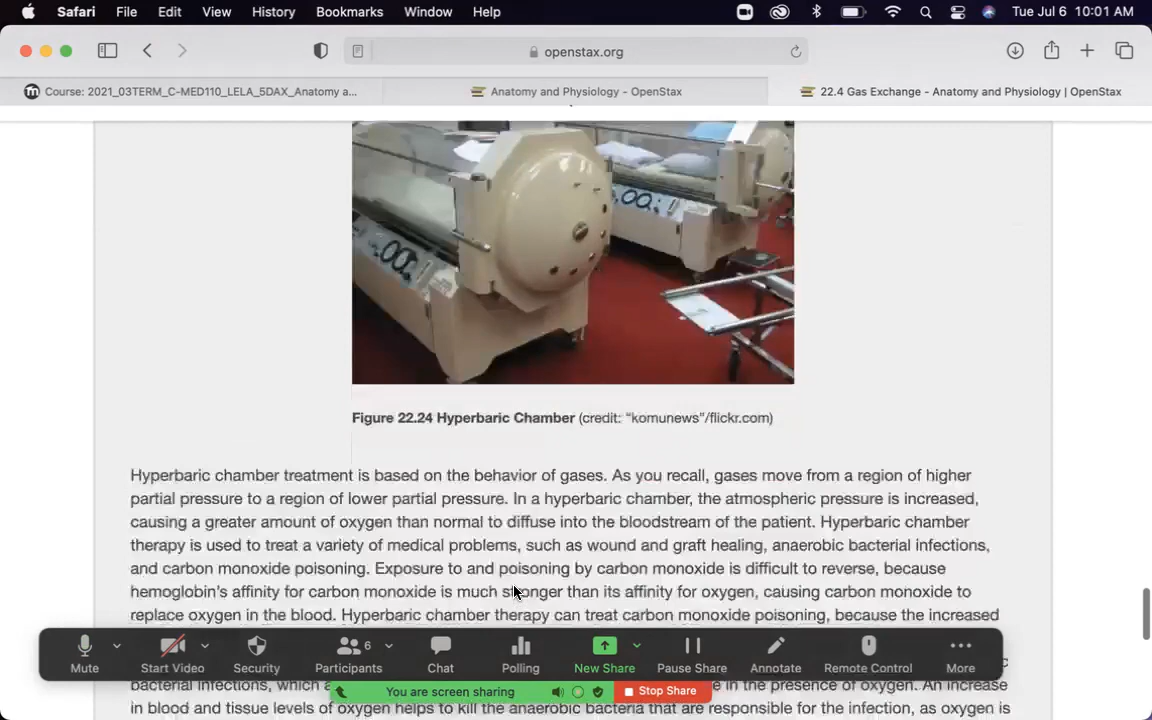 Safari File Edit View History Bookmarks Window Help Tue Jul 6 10:01 AM
openstax.org
Course: 2021_03TERM_C-MED110_LELA_5DAX_Anatomy a... Anatomy and Physiology - OpenStax 22.4 Gas Exchange - Anatomy and Physiology | OpenStax
Figure 22.24 Hyperbaric Chamber (credit: “komunews”/flickr.com)
Hyperbaric chamber treatment is based on the behavior of gases. As you recall, gases move from a region of higher
partial pressure to a region of lower partial pressure. In a hyperbaric chamber, the atmospheric pressure is increased,
causing a greater amount of oxygen than normal to diffuse into the bloodstream of the patient. Hyperbaric chamber
therapy is used to treat a variety of medical problems, such as wound and graft healing, anaerobic bacterial infections,
and carbon monoxide poisoning. Exposure to and poisoning by carbon monoxide is difficult to reverse, because
hemoglobin’s affinity for carbon monoxide is much stronger than its affinity for oxygen, causing carbon monoxide to
replace oxygen in the blood. Hyperbaric chamber therapy can treat carbon monoxide poisoning, because the increased
6
Mute Start Video Security Participants Chat Polling New Share Pause Share Annotate Remote Control More
You are screen sharing Stop Share
bacterial infections, which in the presence of oxygen. An increase
in blood and tissue levels of oxygen helps to kill the anaerobic bacteria that are responsible for the infection, as oxygen is